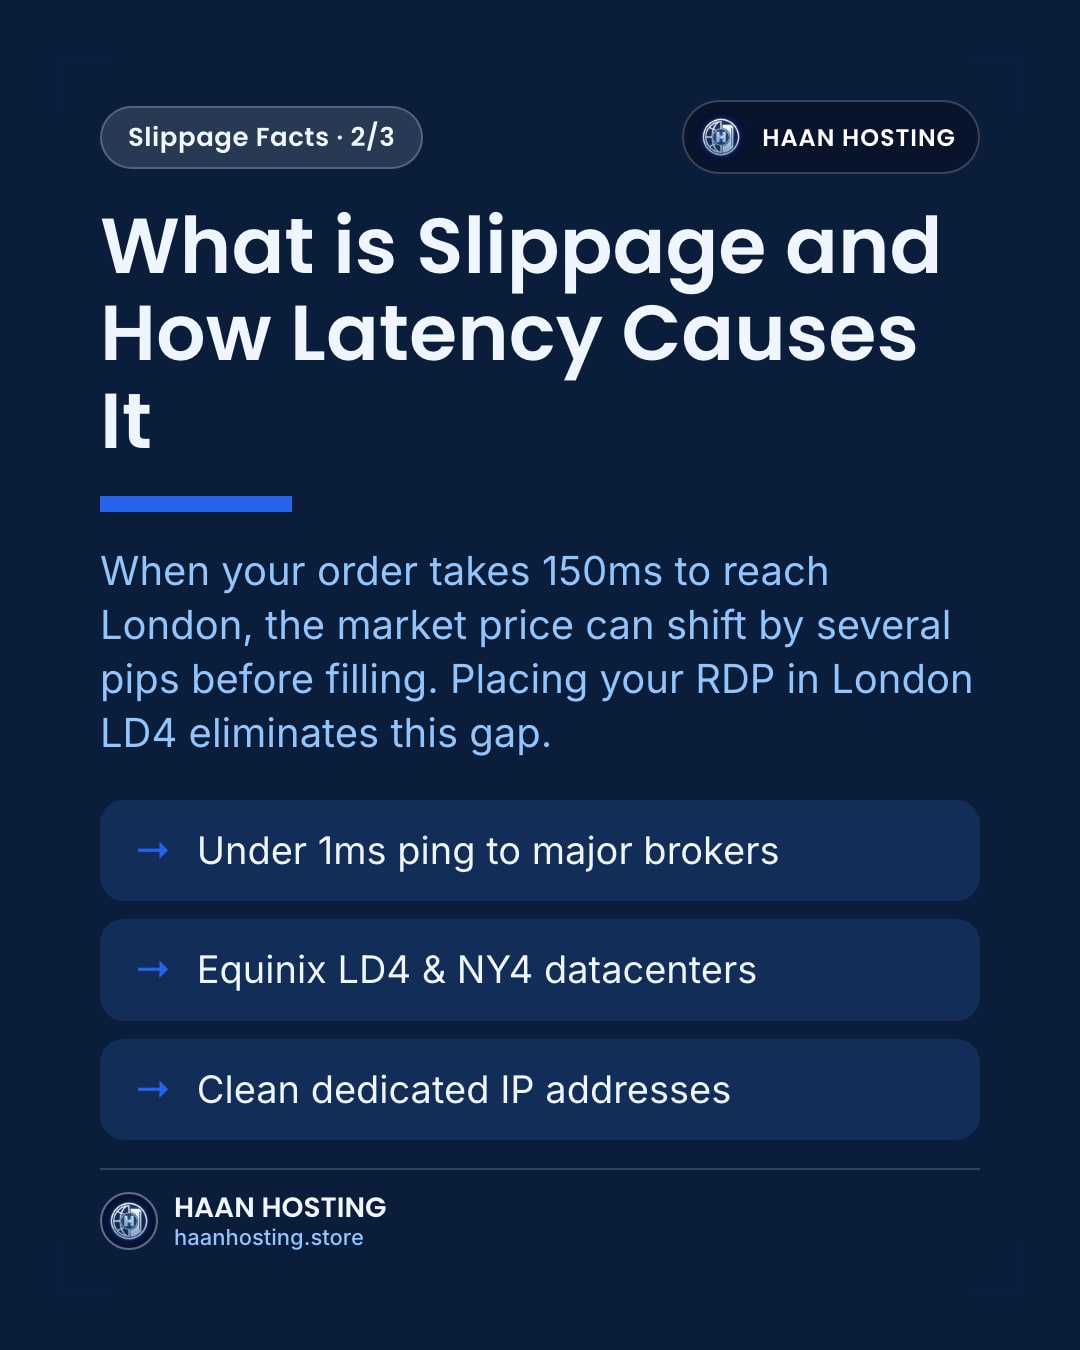 Slippage Facts · 2/3
HAAN HOSTING
What is Slippage and
How Latency Causes
It
When your order takes 150ms to reach
London, the market price can shift by several
pips before filling. Placing your RDP in London
LD4 eliminates this gap.
→ Under 1ms ping to major brokers
→ Equinix LD4 & NY4 datacenters
→ Clean dedicated IP addresses
HAAN HOSTING
haanhosting.store